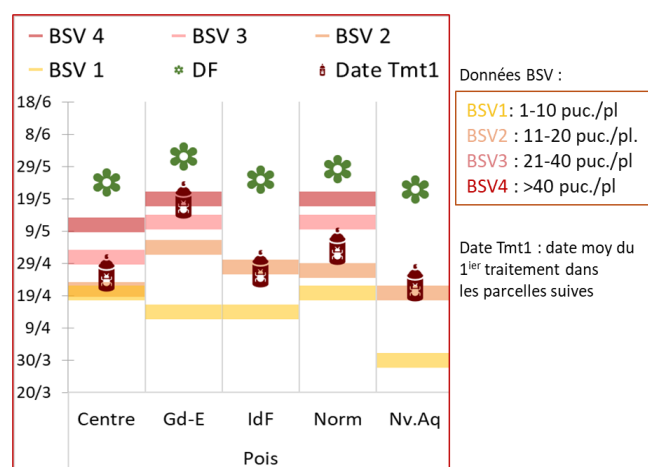 BSV 4 BSV 3 BSV 2
BSV 1 DF Date Tmt1
18/6
8/6
29/5
19/5
9/5
29/4
19/4
9/4
30/3
20/3
Centre Gd-E IdF Norm Nv.Aq
Pois
Données BSV :
BSV1: 1-10 puc./pl
BSV2 : 11-20 puc./pl.
BSV3 : 21-40 puc./pl
BSV4 : >40 puc./pl
Date Tmt1 : date moy du
1ier traitement dans
les parcelles suives